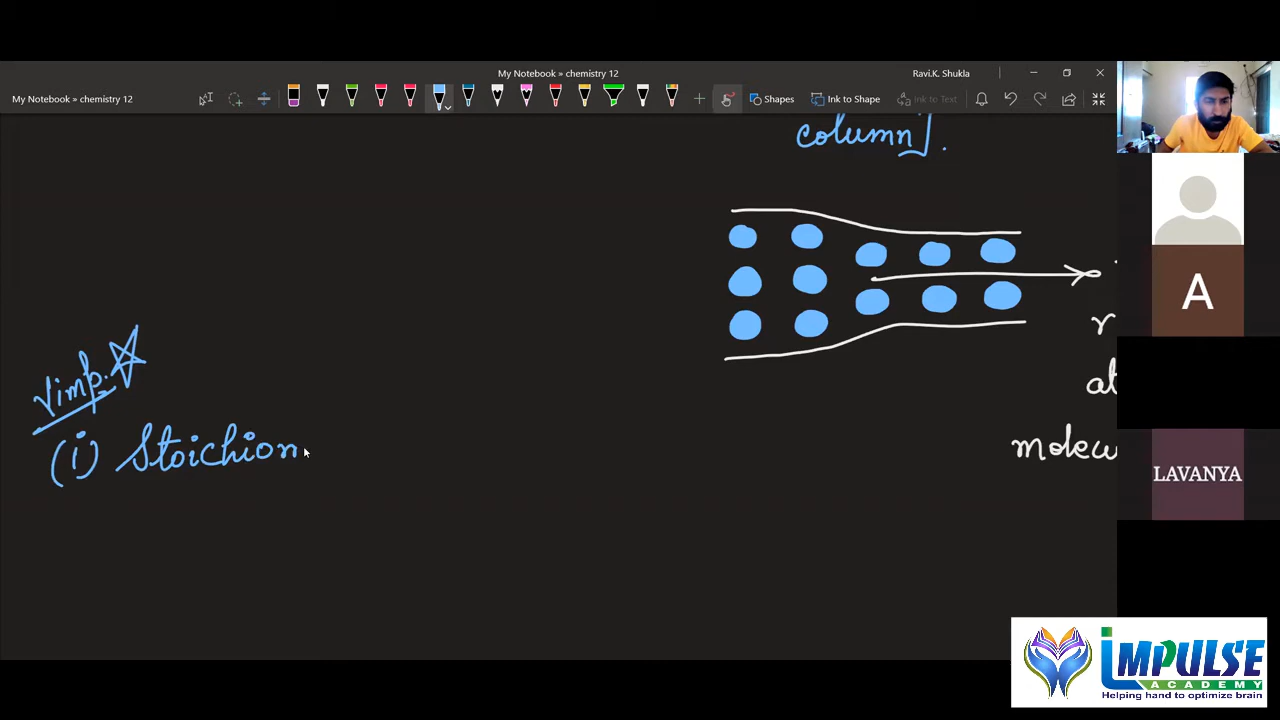 My Notebook » chemistry 12
Ravi.K. Shukla
My Notebook » chemistry 12
Shapes
Ink to Shape
Ink to Text
column].
r
at
molecu
Vimp.
(i) Stoichiom
A
LAVANYA
IMPULSE
ACADEMY
Helping hand to optimize brain